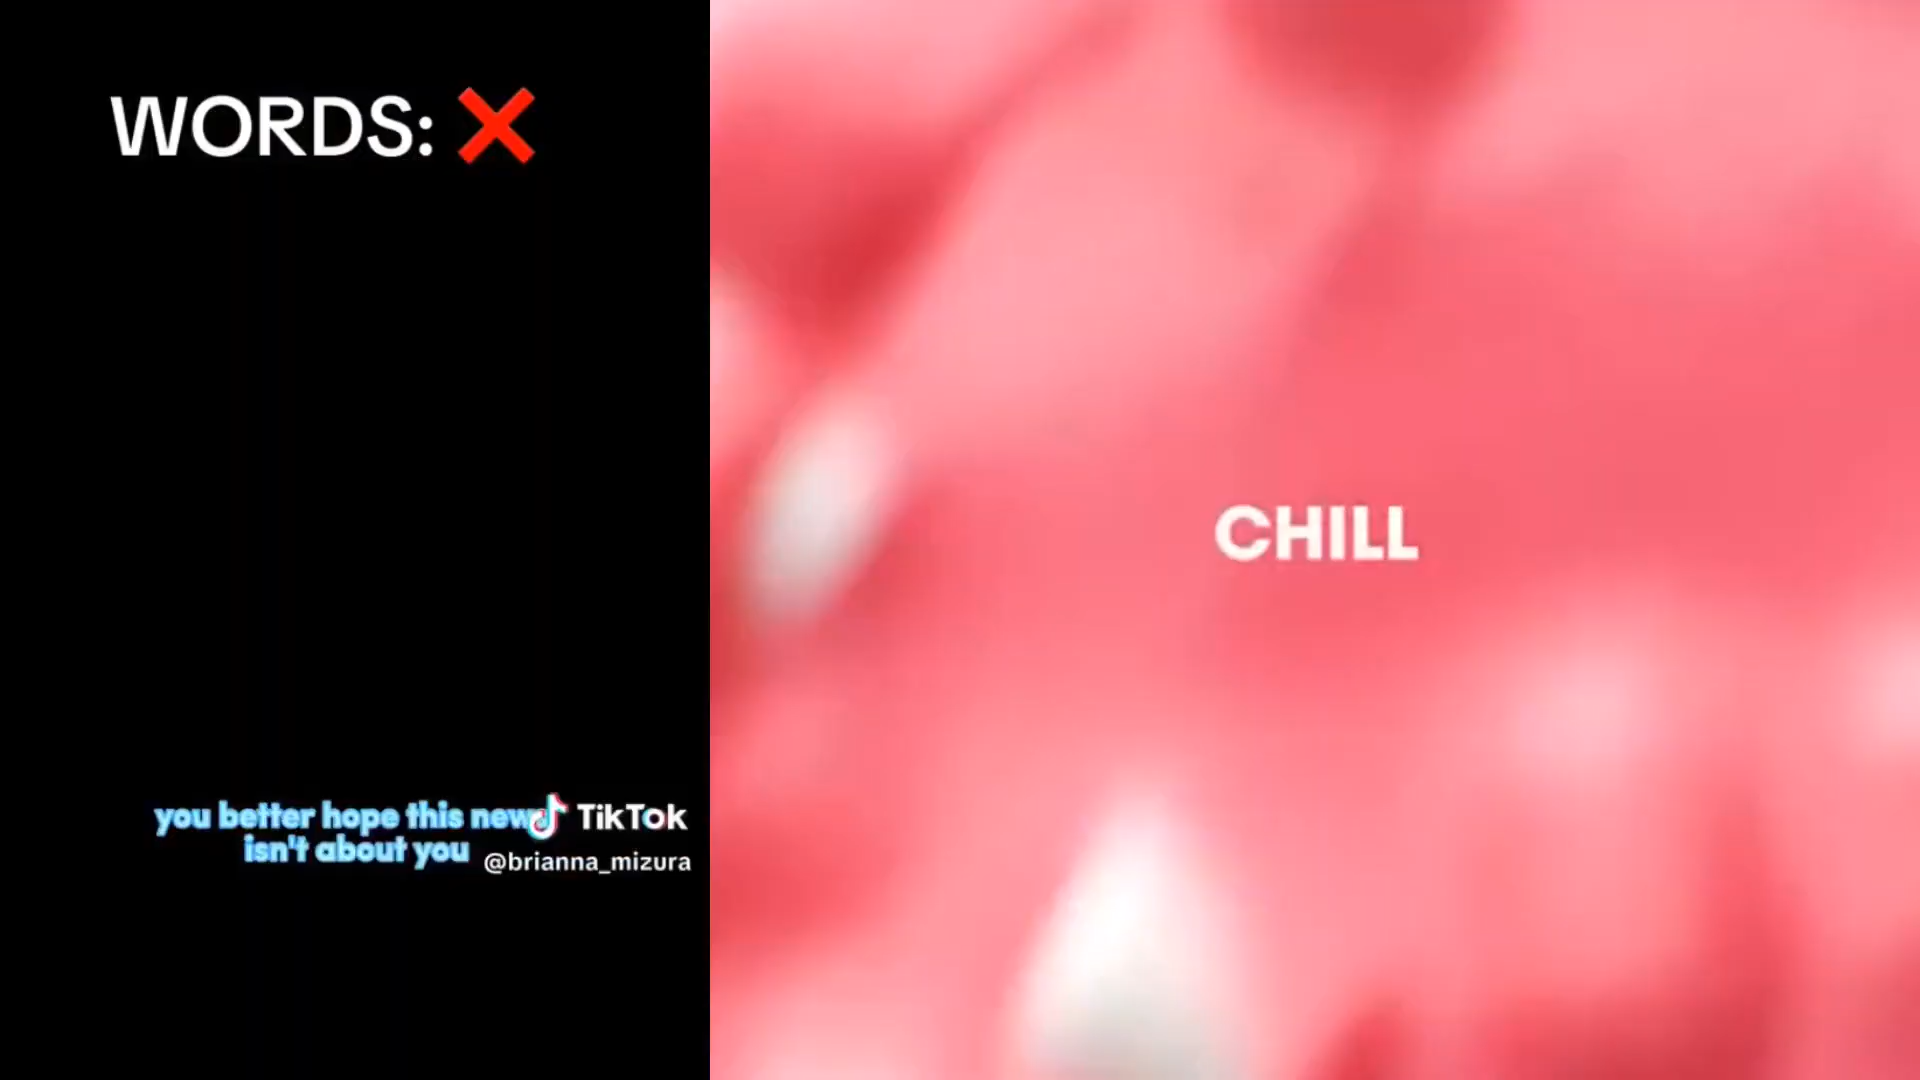 WORDS: ❌
CHILL
you better hope this news
isn't about you
TikTok
@brianna_mizura